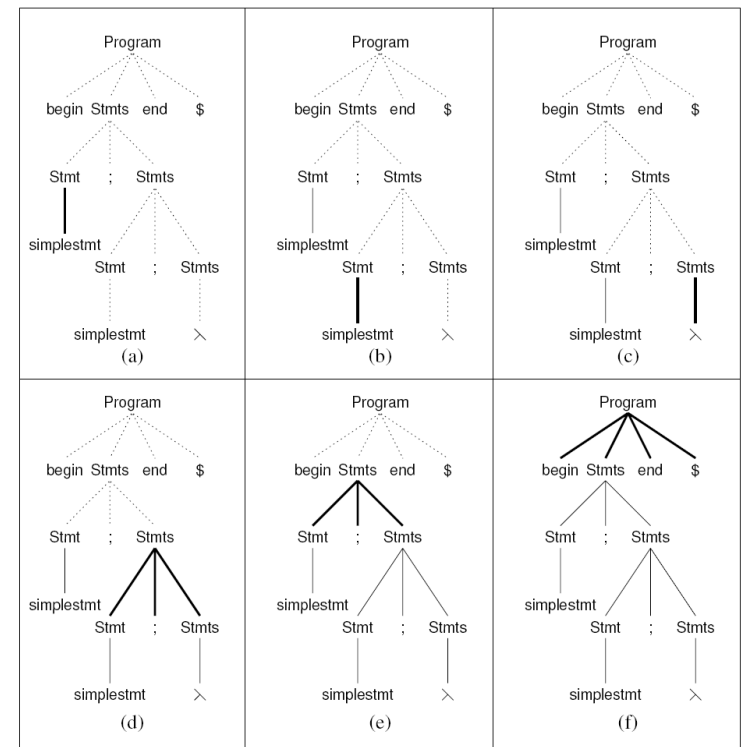 Program
begin Stmts end $
Stmt ; Stmts
simplestmt
Stmt ; Stmts
simplestmt λ
(a)
Program
begin Stmts end $
Stmt ; Stmts
simplestmt
Stmt ; Stmts
simplestmt λ
(b)
Program
begin Stmts end $
Stmt ; Stmts
simplestmt
Stmt ; Stmts
simplestmt λ
(c)
Program
begin Stmts end $
Stmt ; Stmts
simplestmt
Stmt ; Stmts
simplestmt λ
(d)
Program
begin Stmts end $
Stmt ; Stmts
simplestmt
Stmt ; Stmts
simplestmt λ
(e)
Program
begin Stmts end $
Stmt ; Stmts
simplestmt
Stmt ; Stmts
simplestmt λ
(f)